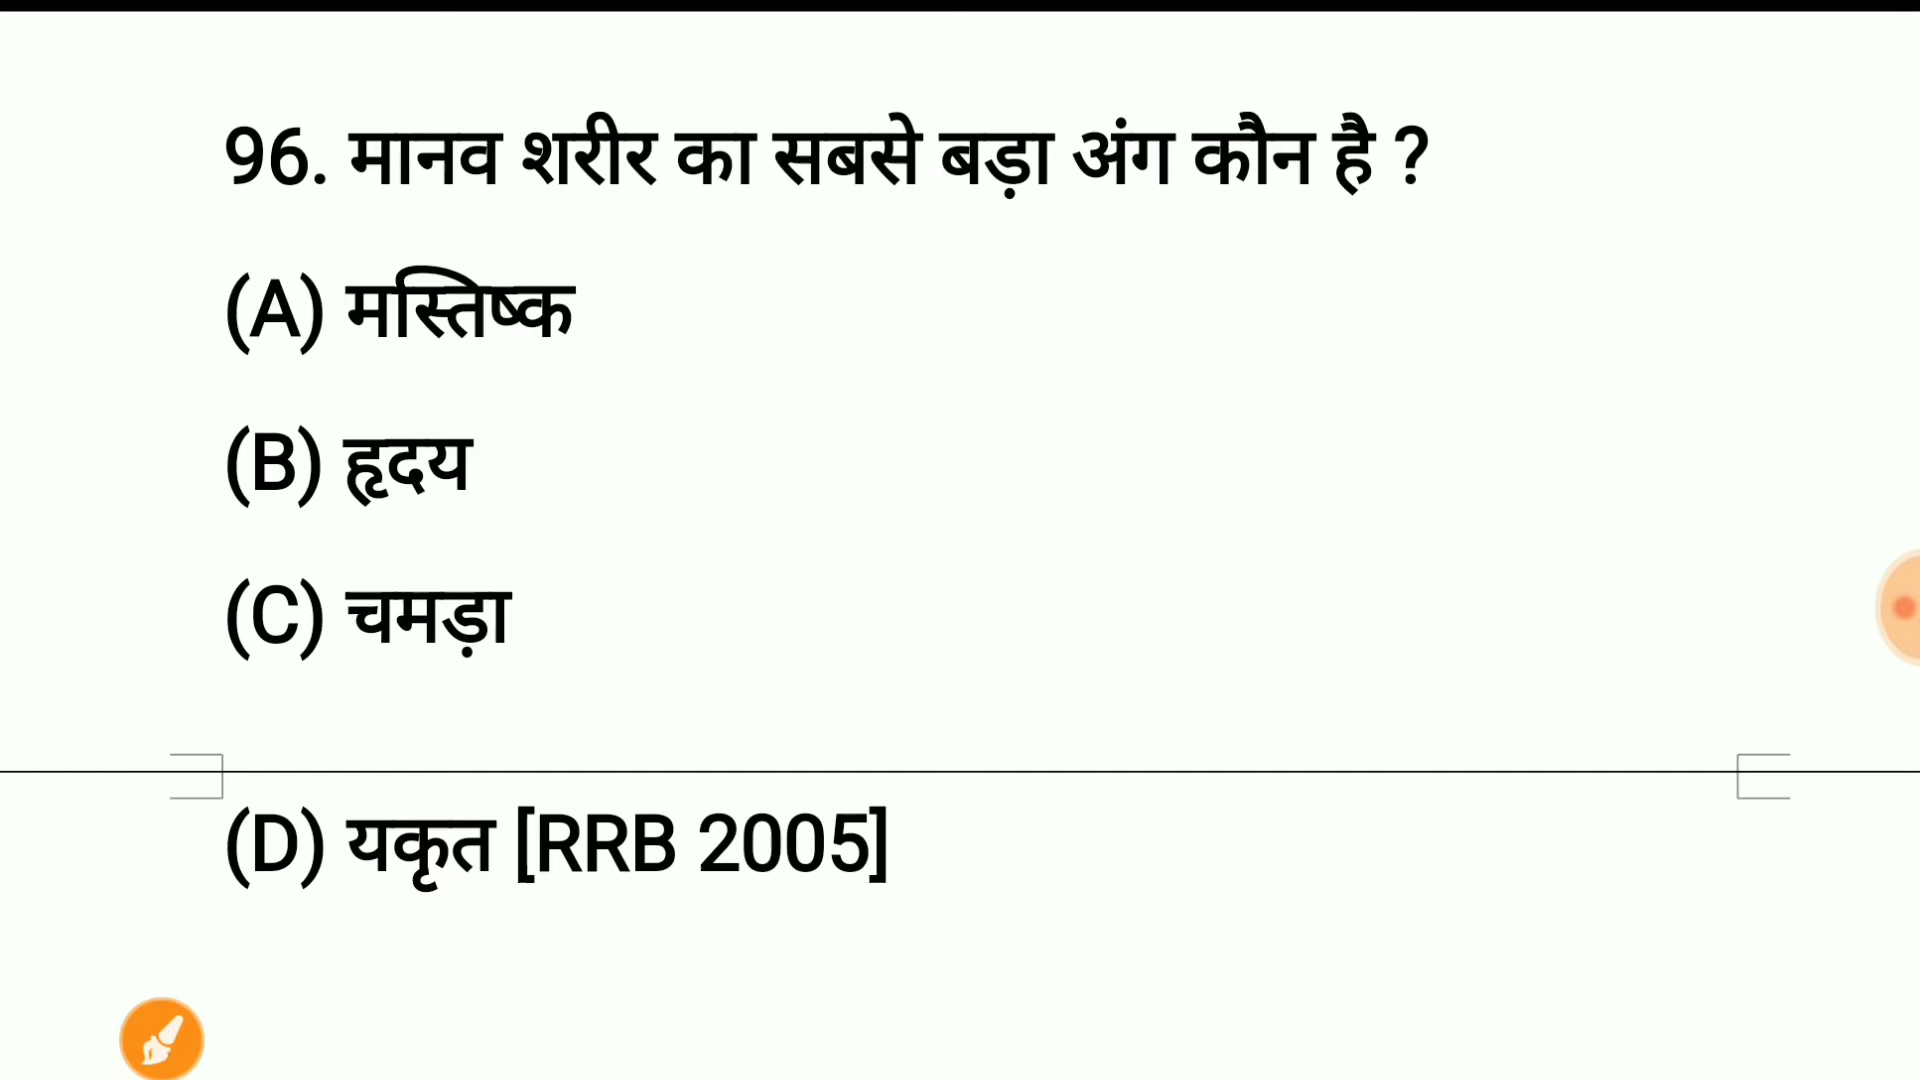 96. मानव शरीर का सबसे बड़ा अंग कौन है ?
(A) मस्तिष्क
(B) हृदय
(C) चमड़ा
(D) यकृत [RRB 2005]